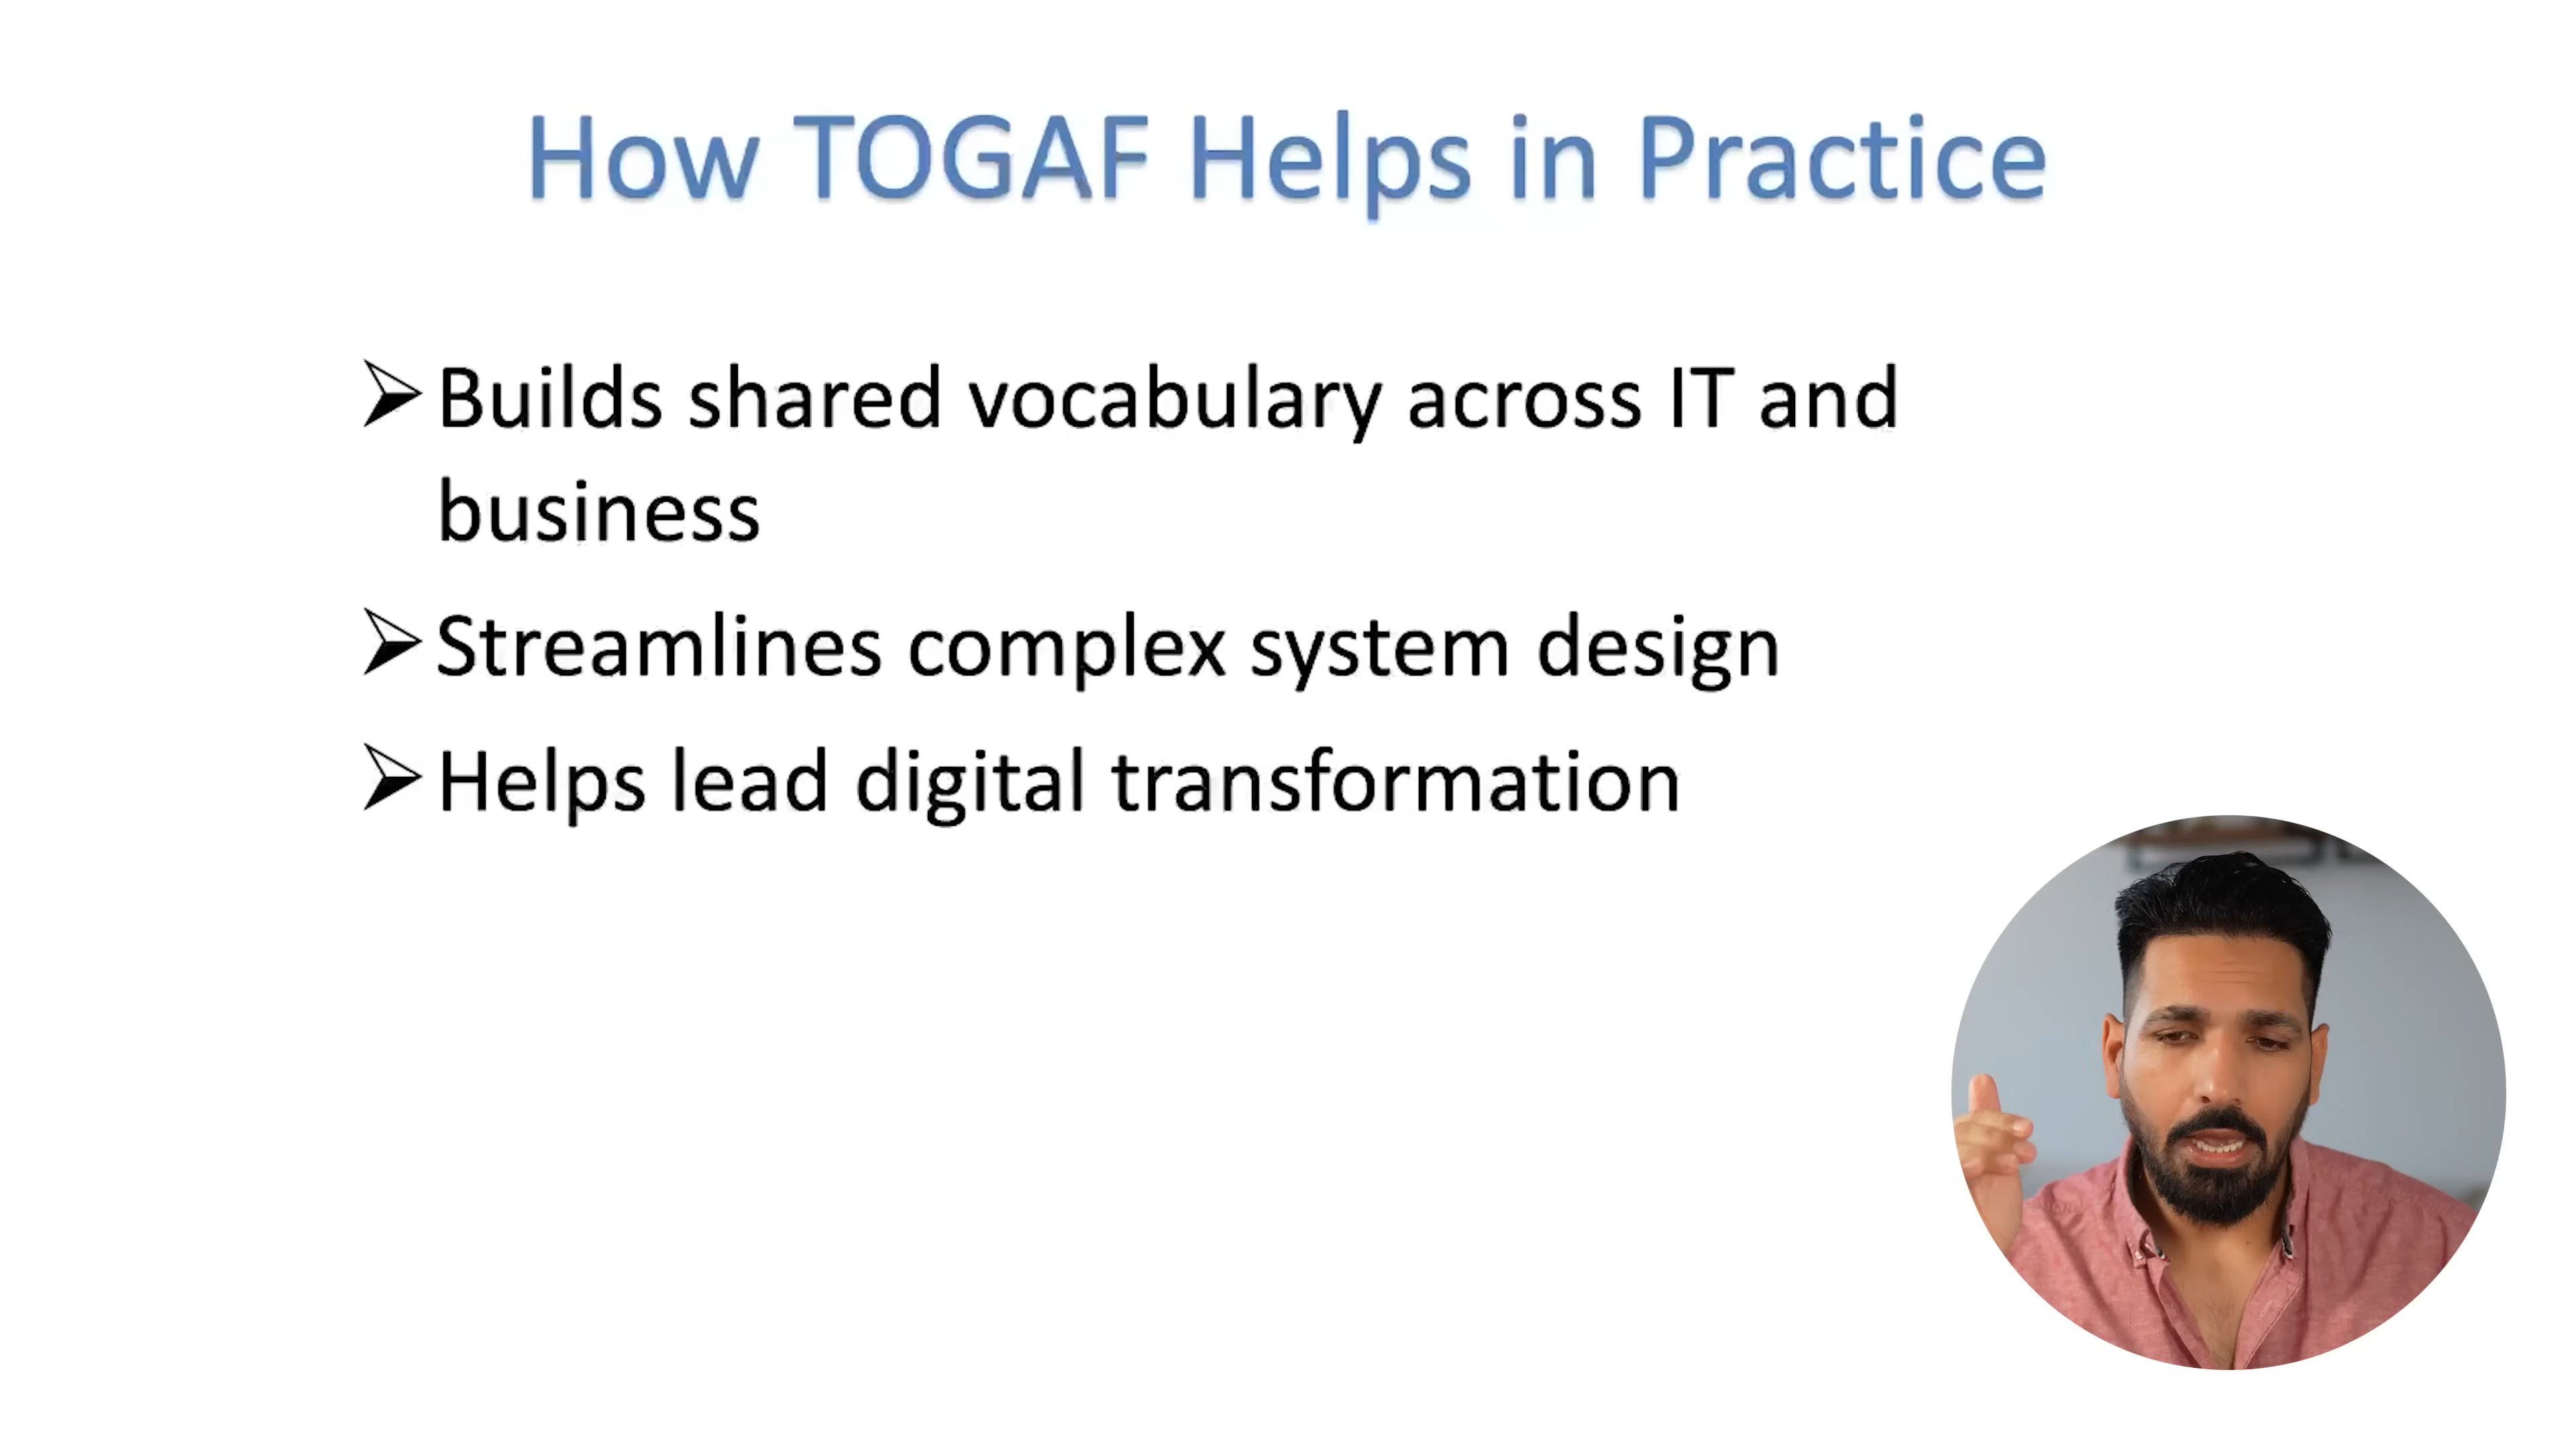 How TOGAF Helps in Practice
Builds shared vocabulary across IT and
business
Streamlines complex system design
Helps lead digital transformation